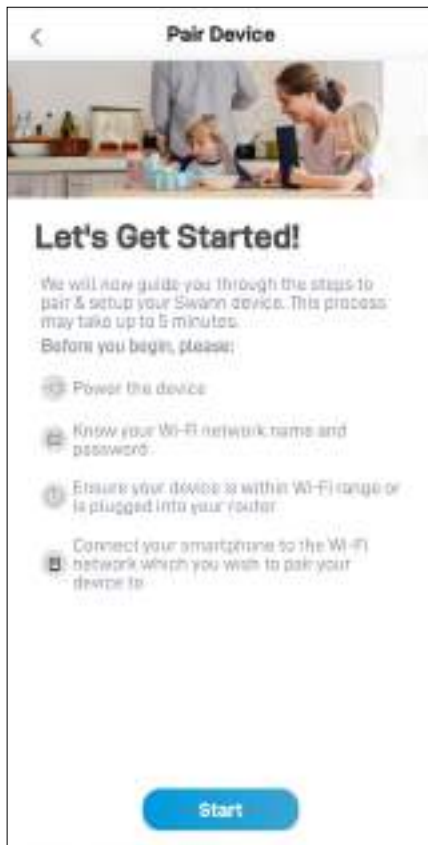 Pair Device
Let's Get Started!
We will now guide you through the steps to
pair & setup your Swann device. This process
may take up to 5 minutes.
Before you begin, please:
Power the device
Know your Wi-Fi network name and
password
Ensure your device is within Wi-Fi range or
is plugged into your router
Connect your smartphone to the Wi-Fi
network which you wish to pair your
device to
Start